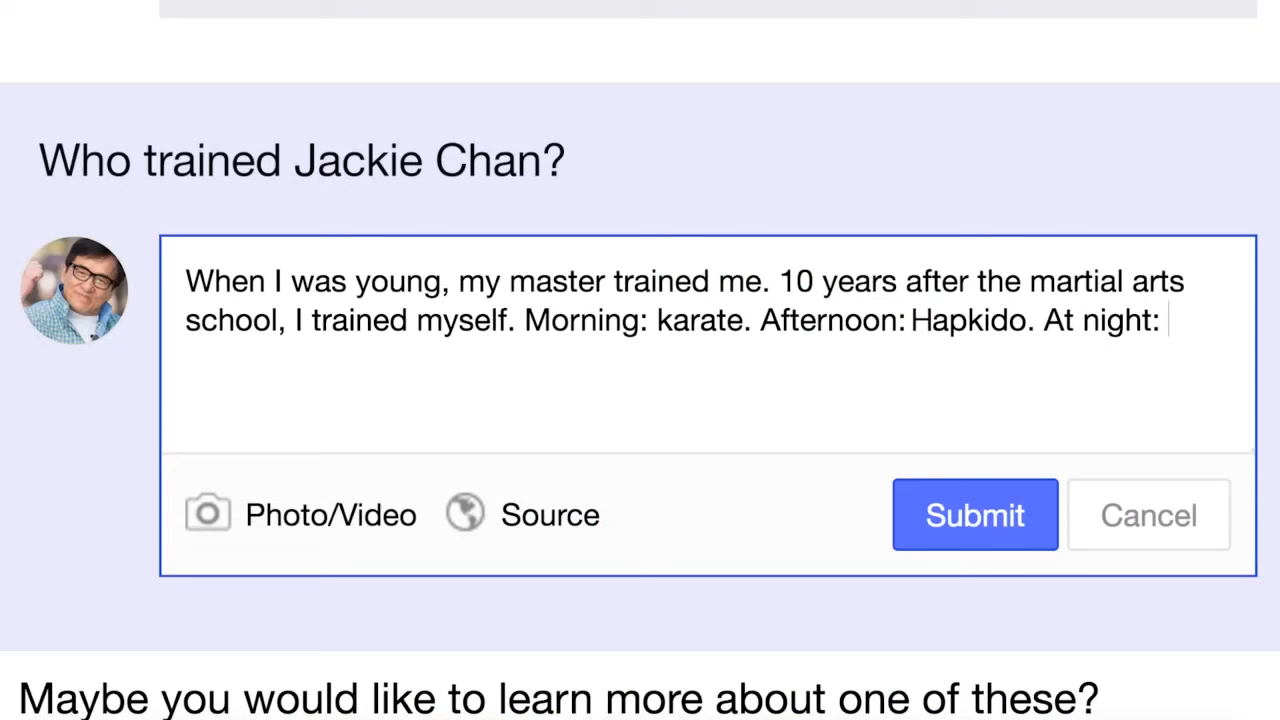 Who trained Jackie Chan?
When I was young, my master trained me. 10 years after the martial arts
school, I trained myself. Morning: karate. Afternoon: Hapkido. At night:
Photo/Video Source Submit Cancel
Maybe you would like to learn more about one of these?